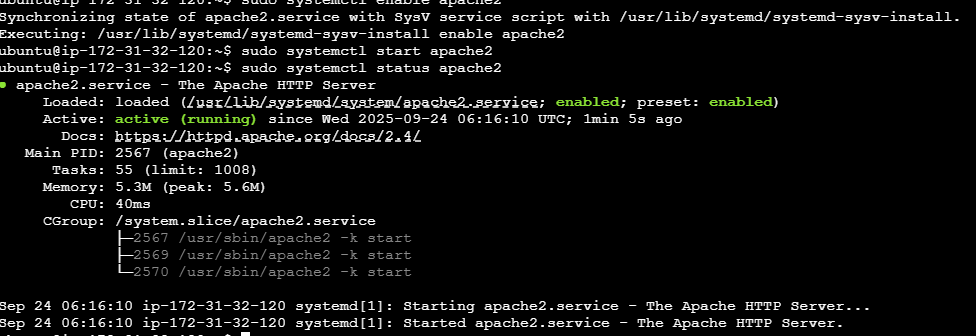 ubuntu@ip-172-31-32-120:~$ sudo systemctl enable apache2
Synchronizing state of apache2.service with SysV service script with /usr/lib/systemd/systemd-sysv-install.
Executing: /usr/lib/systemd/systemd-sysv-install enable apache2
ubuntu@ip-172-31-32-120:~$ sudo systemctl start apache2
ubuntu@ip-172-31-32-120:~$ sudo systemctl status apache2
● apache2.service - The Apache HTTP Server
Loaded: loaded (/usr/lib/systemd/system/apache2.service; enabled; preset: enabled)
Active: active (running) since Wed 2025-09-24 06:16:10 UTC; 1min 5s ago
Docs: https://httpd.apache.org/docs/2.4/
Main PID: 2567 (apache2)
Tasks: 55 (limit: 1008)
Memory: 5.3M (peak: 5.6M)
CPU: 40ms
CGroup: /system.slice/apache2.service
├─2567 /usr/sbin/apache2 -k start
├─2569 /usr/sbin/apache2 -k start
└─2570 /usr/sbin/apache2 -k start
Sep 24 06:16:10 ip-172-31-32-120 systemd[1]: Starting apache2.service - The Apache HTTP Server...
Sep 24 06:16:10 ip-172-31-32-120 systemd[1]: Started apache2.service - The Apache HTTP Server.